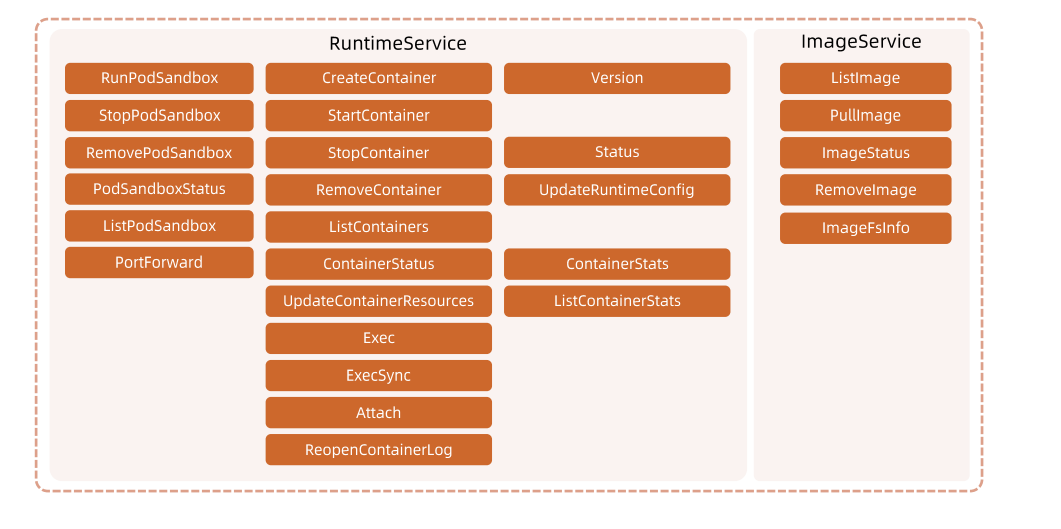 RuntimeService
RunPodSandbox
StopPodSandbox
RemovePodSandbox
PodSandboxStatus
ListPodSandbox
PortForward
CreateContainer
StartContainer
StopContainer
RemoveContainer
ListContainers
ContainerStatus
UpdateContainerResources
Exec
ExecSync
Attach
ReopenContainerLog
Version
Status
UpdateRuntimeConfig
ContainerStats
ListContainerStats
ImageService
ListImage
PullImage
ImageStatus
RemoveImage
ImageFsInfo